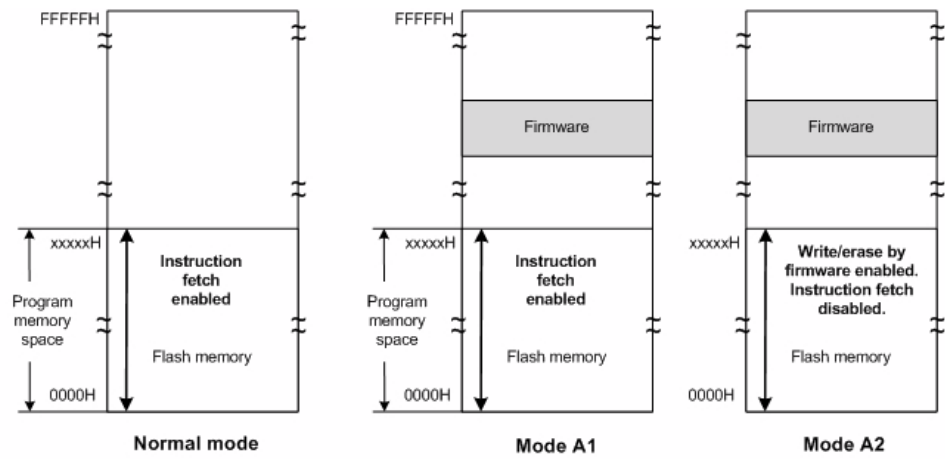 FFFFFH
xxxxxH
Instruction
fetch
enabled
Program
memory
space
Flash memory
0000H
Normal mode
FFFFFH
Firmware
xxxxxH
Instruction
fetch
enabled
Program
memory
space
Flash memory
0000H
Mode A1
Firmware
xxxxxH
Write/erase by
firmware enabled.
Instruction fetch
disabled.
Flash memory
0000H
Mode A2